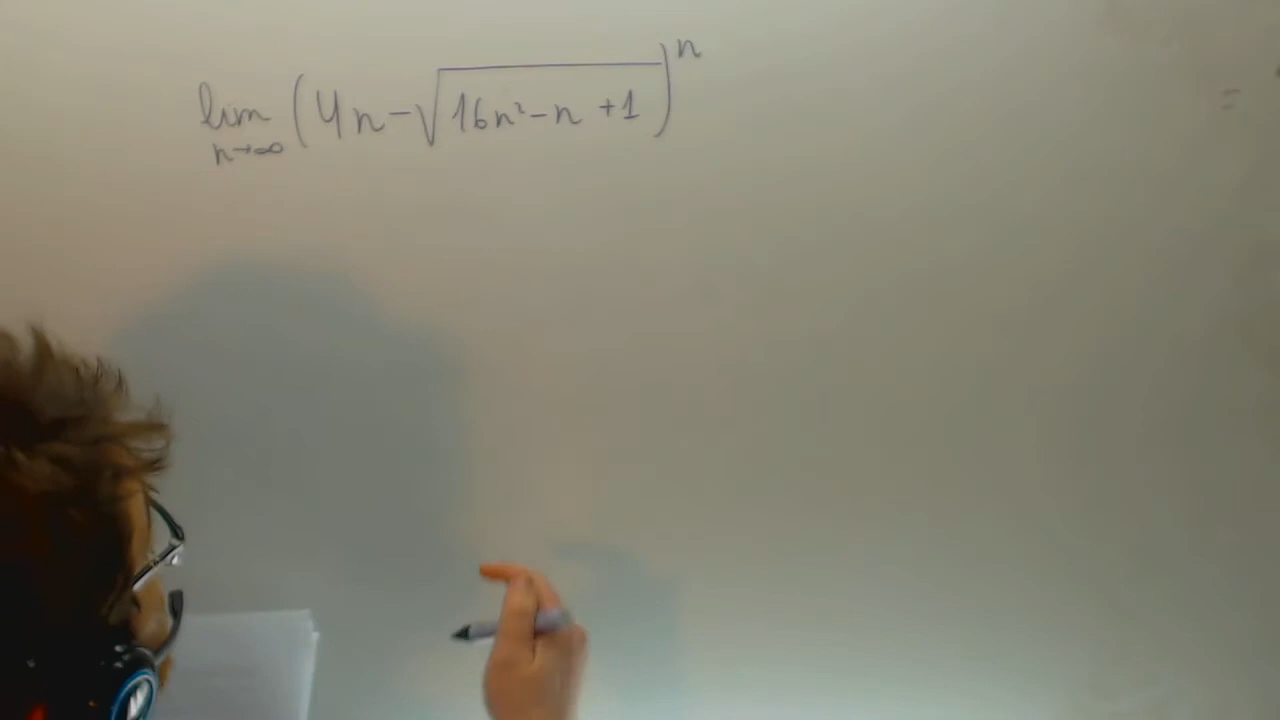 lim n→∞ (4n − √(16n² − n + 1))ⁿ =